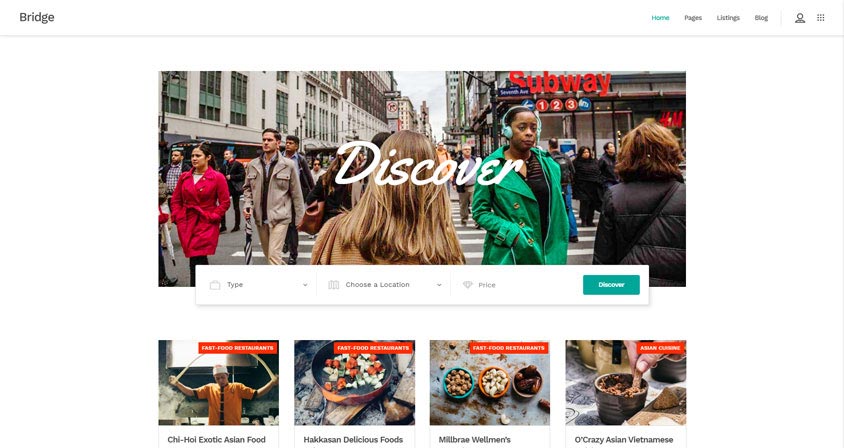 Bridge
Home Pages Listings Blog
Subway
Seventh Ave
1 2 3
H&M
Discover
Type Choose a Location Price Discover
FAST-FOOD RESTAURANTS FAST-FOOD RESTAURANTS FAST-FOOD RESTAURANTS ASIAN CUISINE
Chi-Hoi Exotic Asian Food Hakkasan Delicious Foods Millbrae Wellmen's O'Crazy Asian Vietnamese